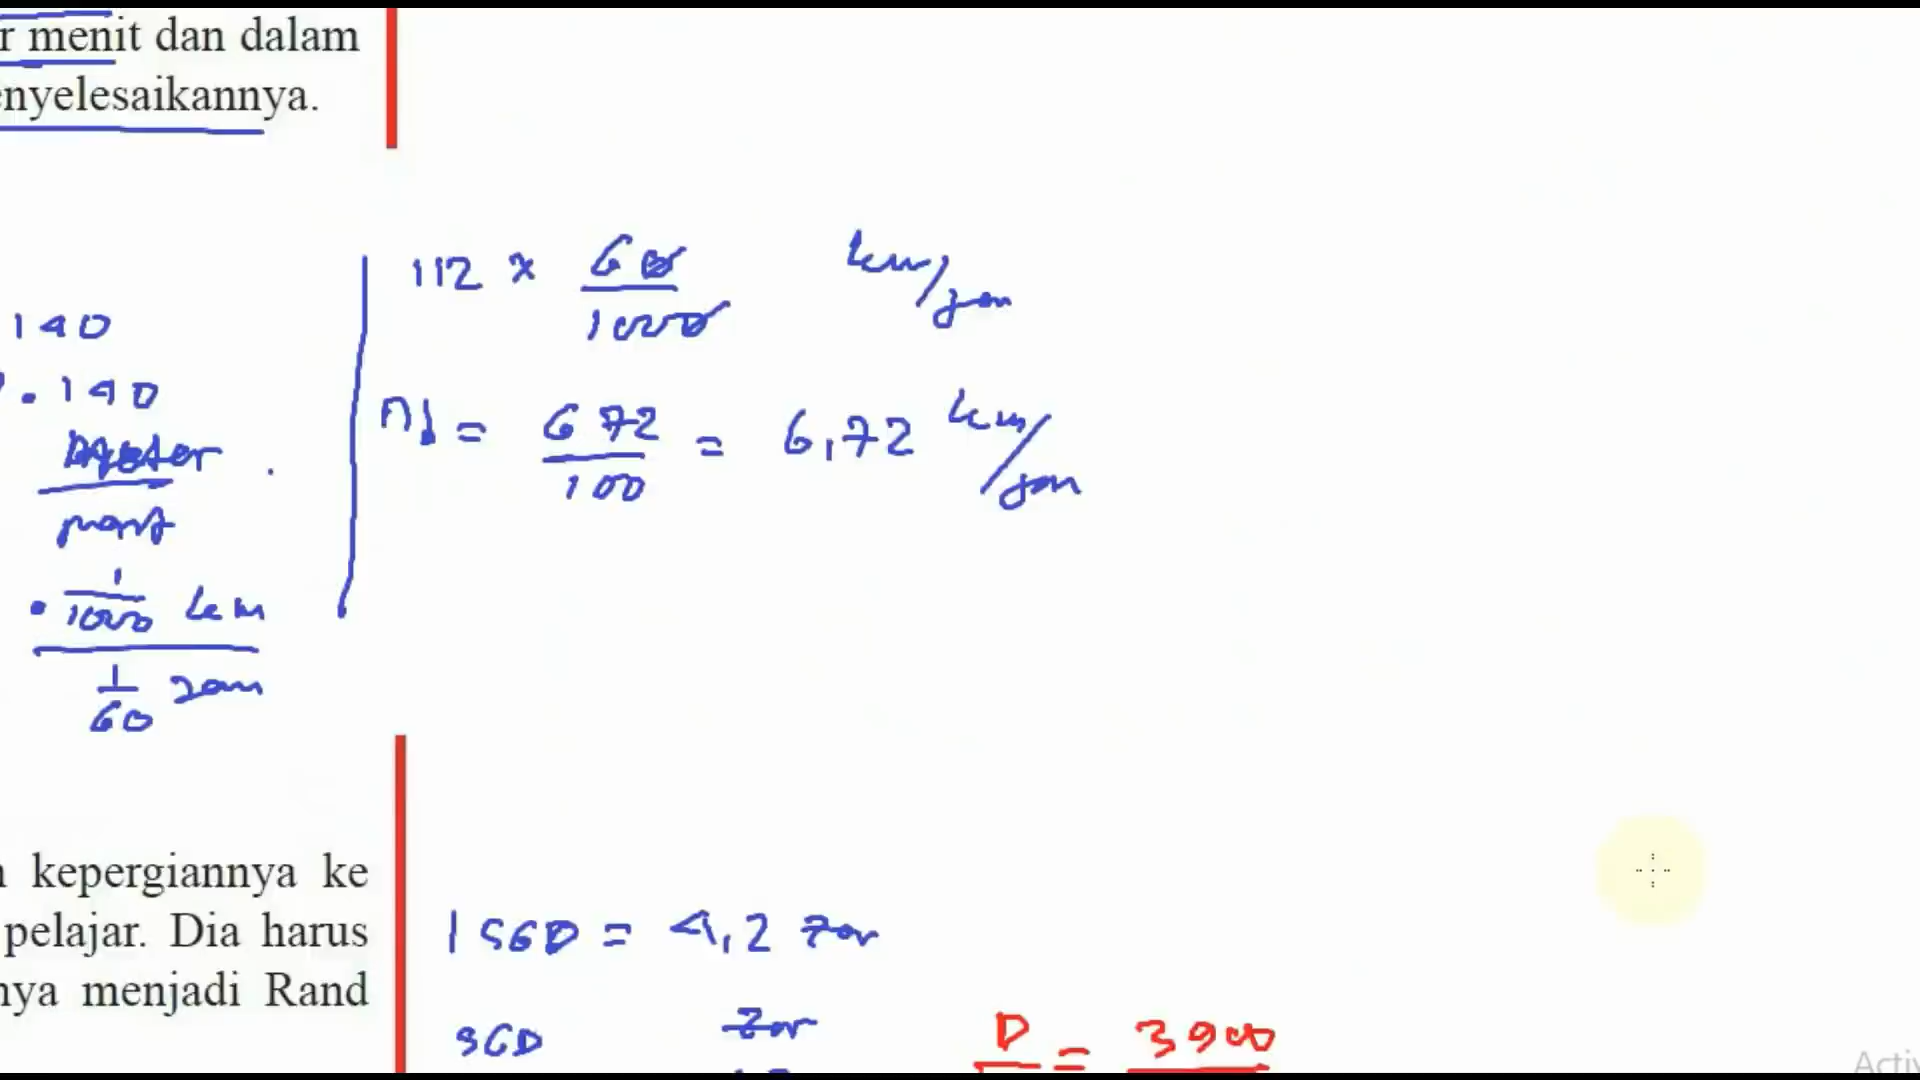 r menit dan dalam
enyelesaikannya.
140
. 140
meter
menit
. 1/1000 km
1/60 jam
112 × 60/1000 km/jam
= 672/100 = 6,72 km/jam
n kepergiannya ke
pelajar. Dia harus
nya menjadi Rand
1 SGD = 4,2 Zar
SGD Zar
P = 3900
Activ